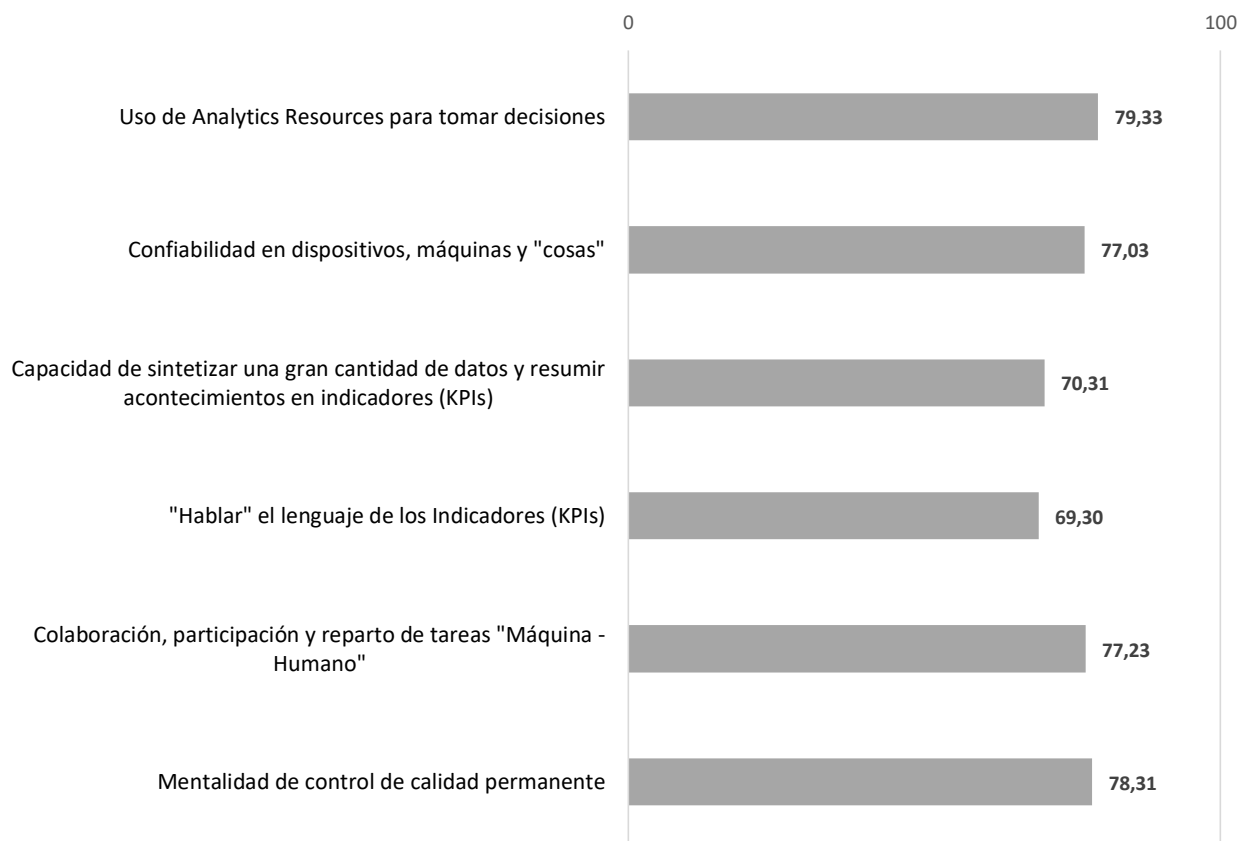 0 100
Uso de Analytics Resources para tomar decisiones 79,33
Confiabilidad en dispositivos, máquinas y "cosas" 77,03
Capacidad de sintetizar una gran cantidad de datos y resumir
acontecimientos en indicadores (KPIs) 70,31
"Hablar" el lenguaje de los Indicadores (KPIs) 69,30
Colaboración, participación y reparto de tareas "Máquina -
Humano" 77,23
Mentalidad de control de calidad permanente 78,31